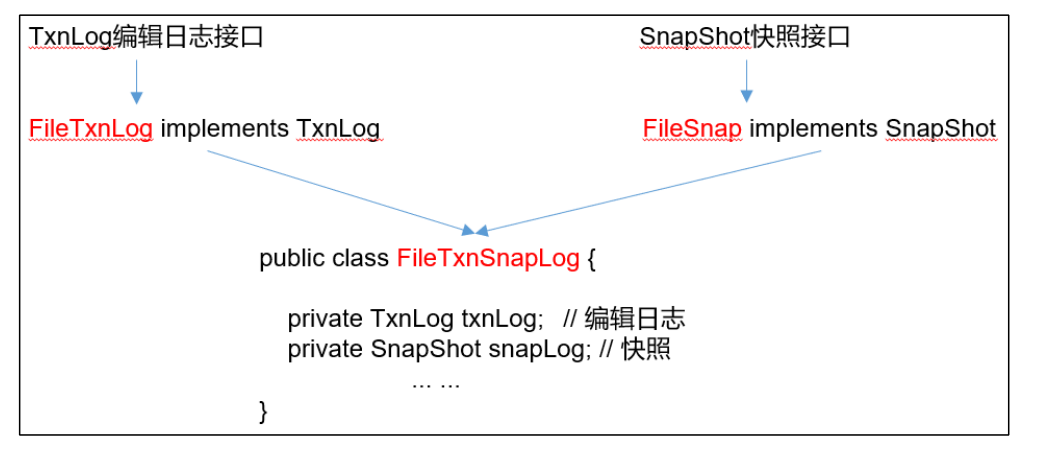 TxnLog编辑日志接口
SnapShot快照接口
FileTxnLog implements TxnLog
FileSnap implements SnapShot
public class FileTxnSnapLog {
private TxnLog txnLog; // 编辑日志
private SnapShot snapLog; // 快照
... ...
}